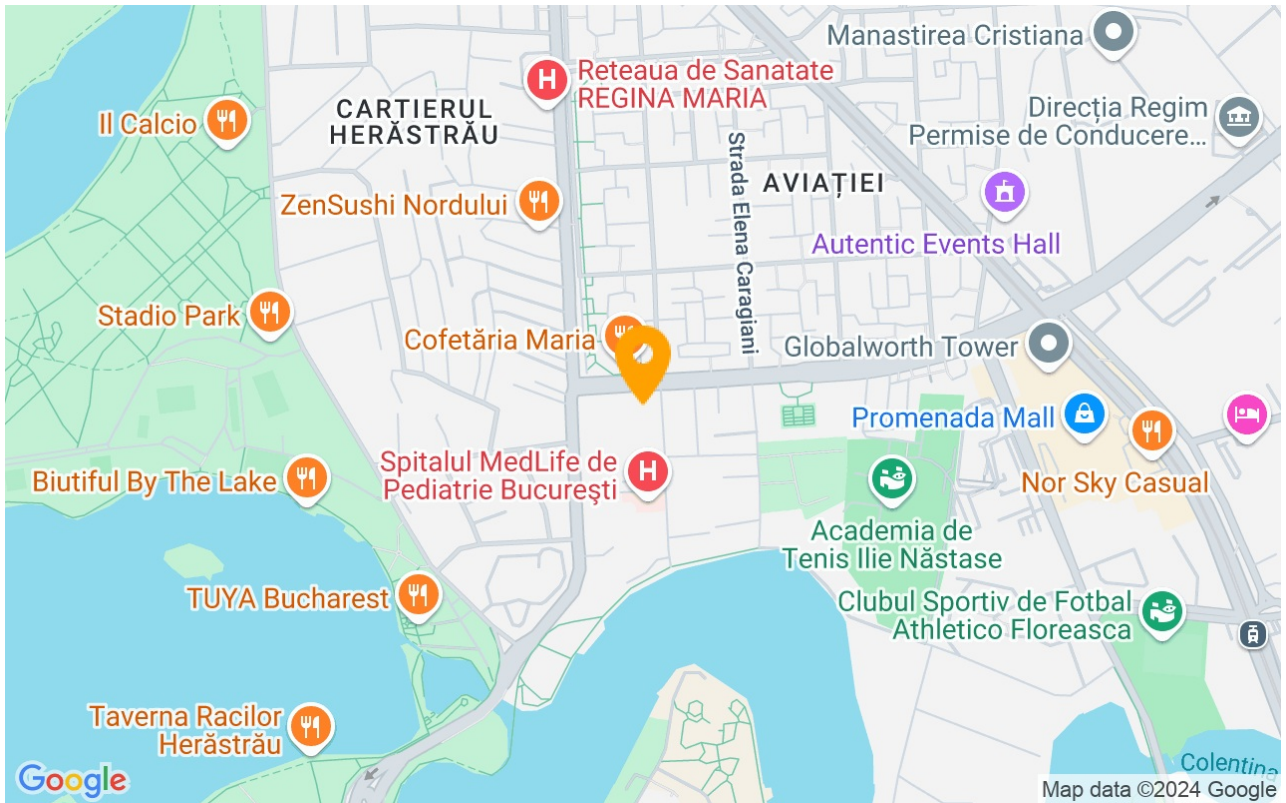 Manastirea Cristiana
Reteaua de Sanatate
REGINA MARIA
CARTIERUL
HERĂSTRĂU
Il Calcio
Direcția Regim
Permise de Conducere...
Strada Elena Caragiani
AVIAȚIEI
ZenSushi Nordului
Autentic Events Hall
Stadio Park
Cofetăria Maria
Globalworth Tower
Promenada Mall
Spitalul MedLife de
Pediatrie Bucureşti
Biutiful By The Lake
Nor Sky Casual
Academia de
Tenis Ilie Năstase
TUYA Bucharest
Clubul Sportiv de Fotbal
Athletico Floreasca
Taverna Racilor
Herăstrău
Colentina
Google
Map data ©2024 Google